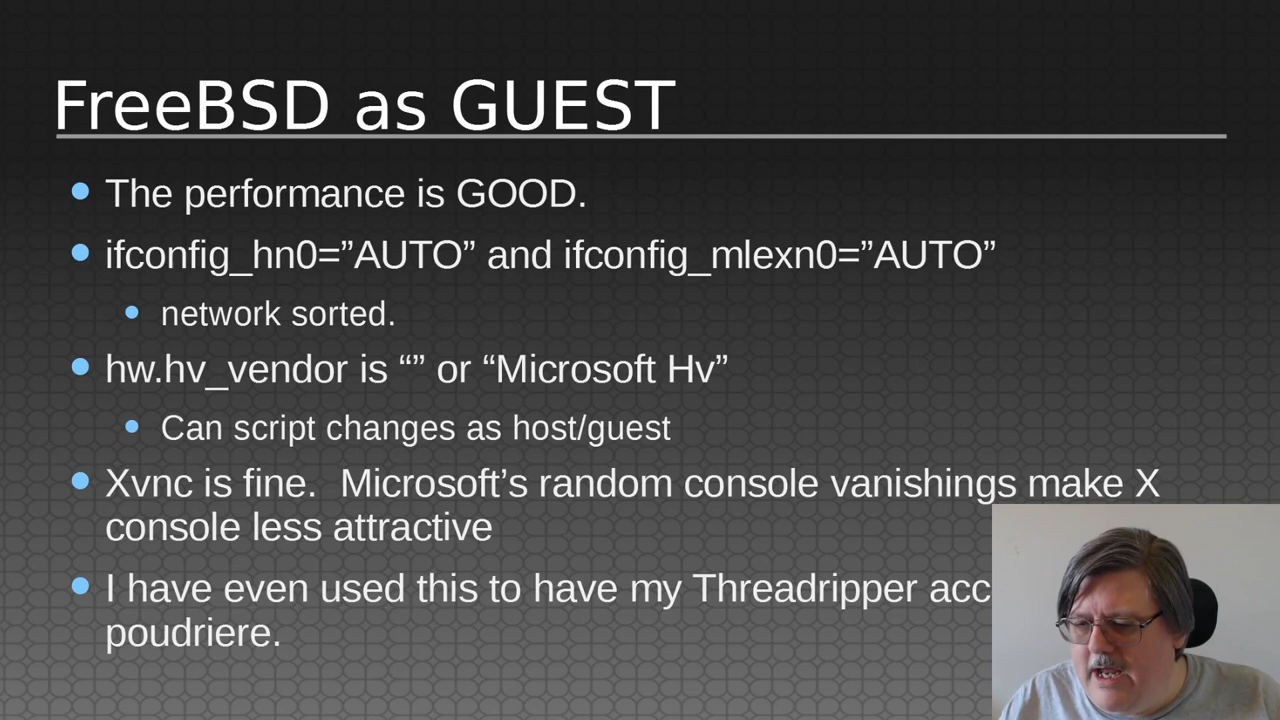 FreeBSD as GUEST
The performance is GOOD.
ifconfig_hn0=”AUTO” and ifconfig_mlexn0=”AUTO”
network sorted.
hw.hv_vendor is “” or “Microsoft Hv”
Can script changes as host/guest
Xvnc is fine.  Microsoft’s random console vanishings make X
console less attractive
I have even used this to have my Threadripper
poudriere.